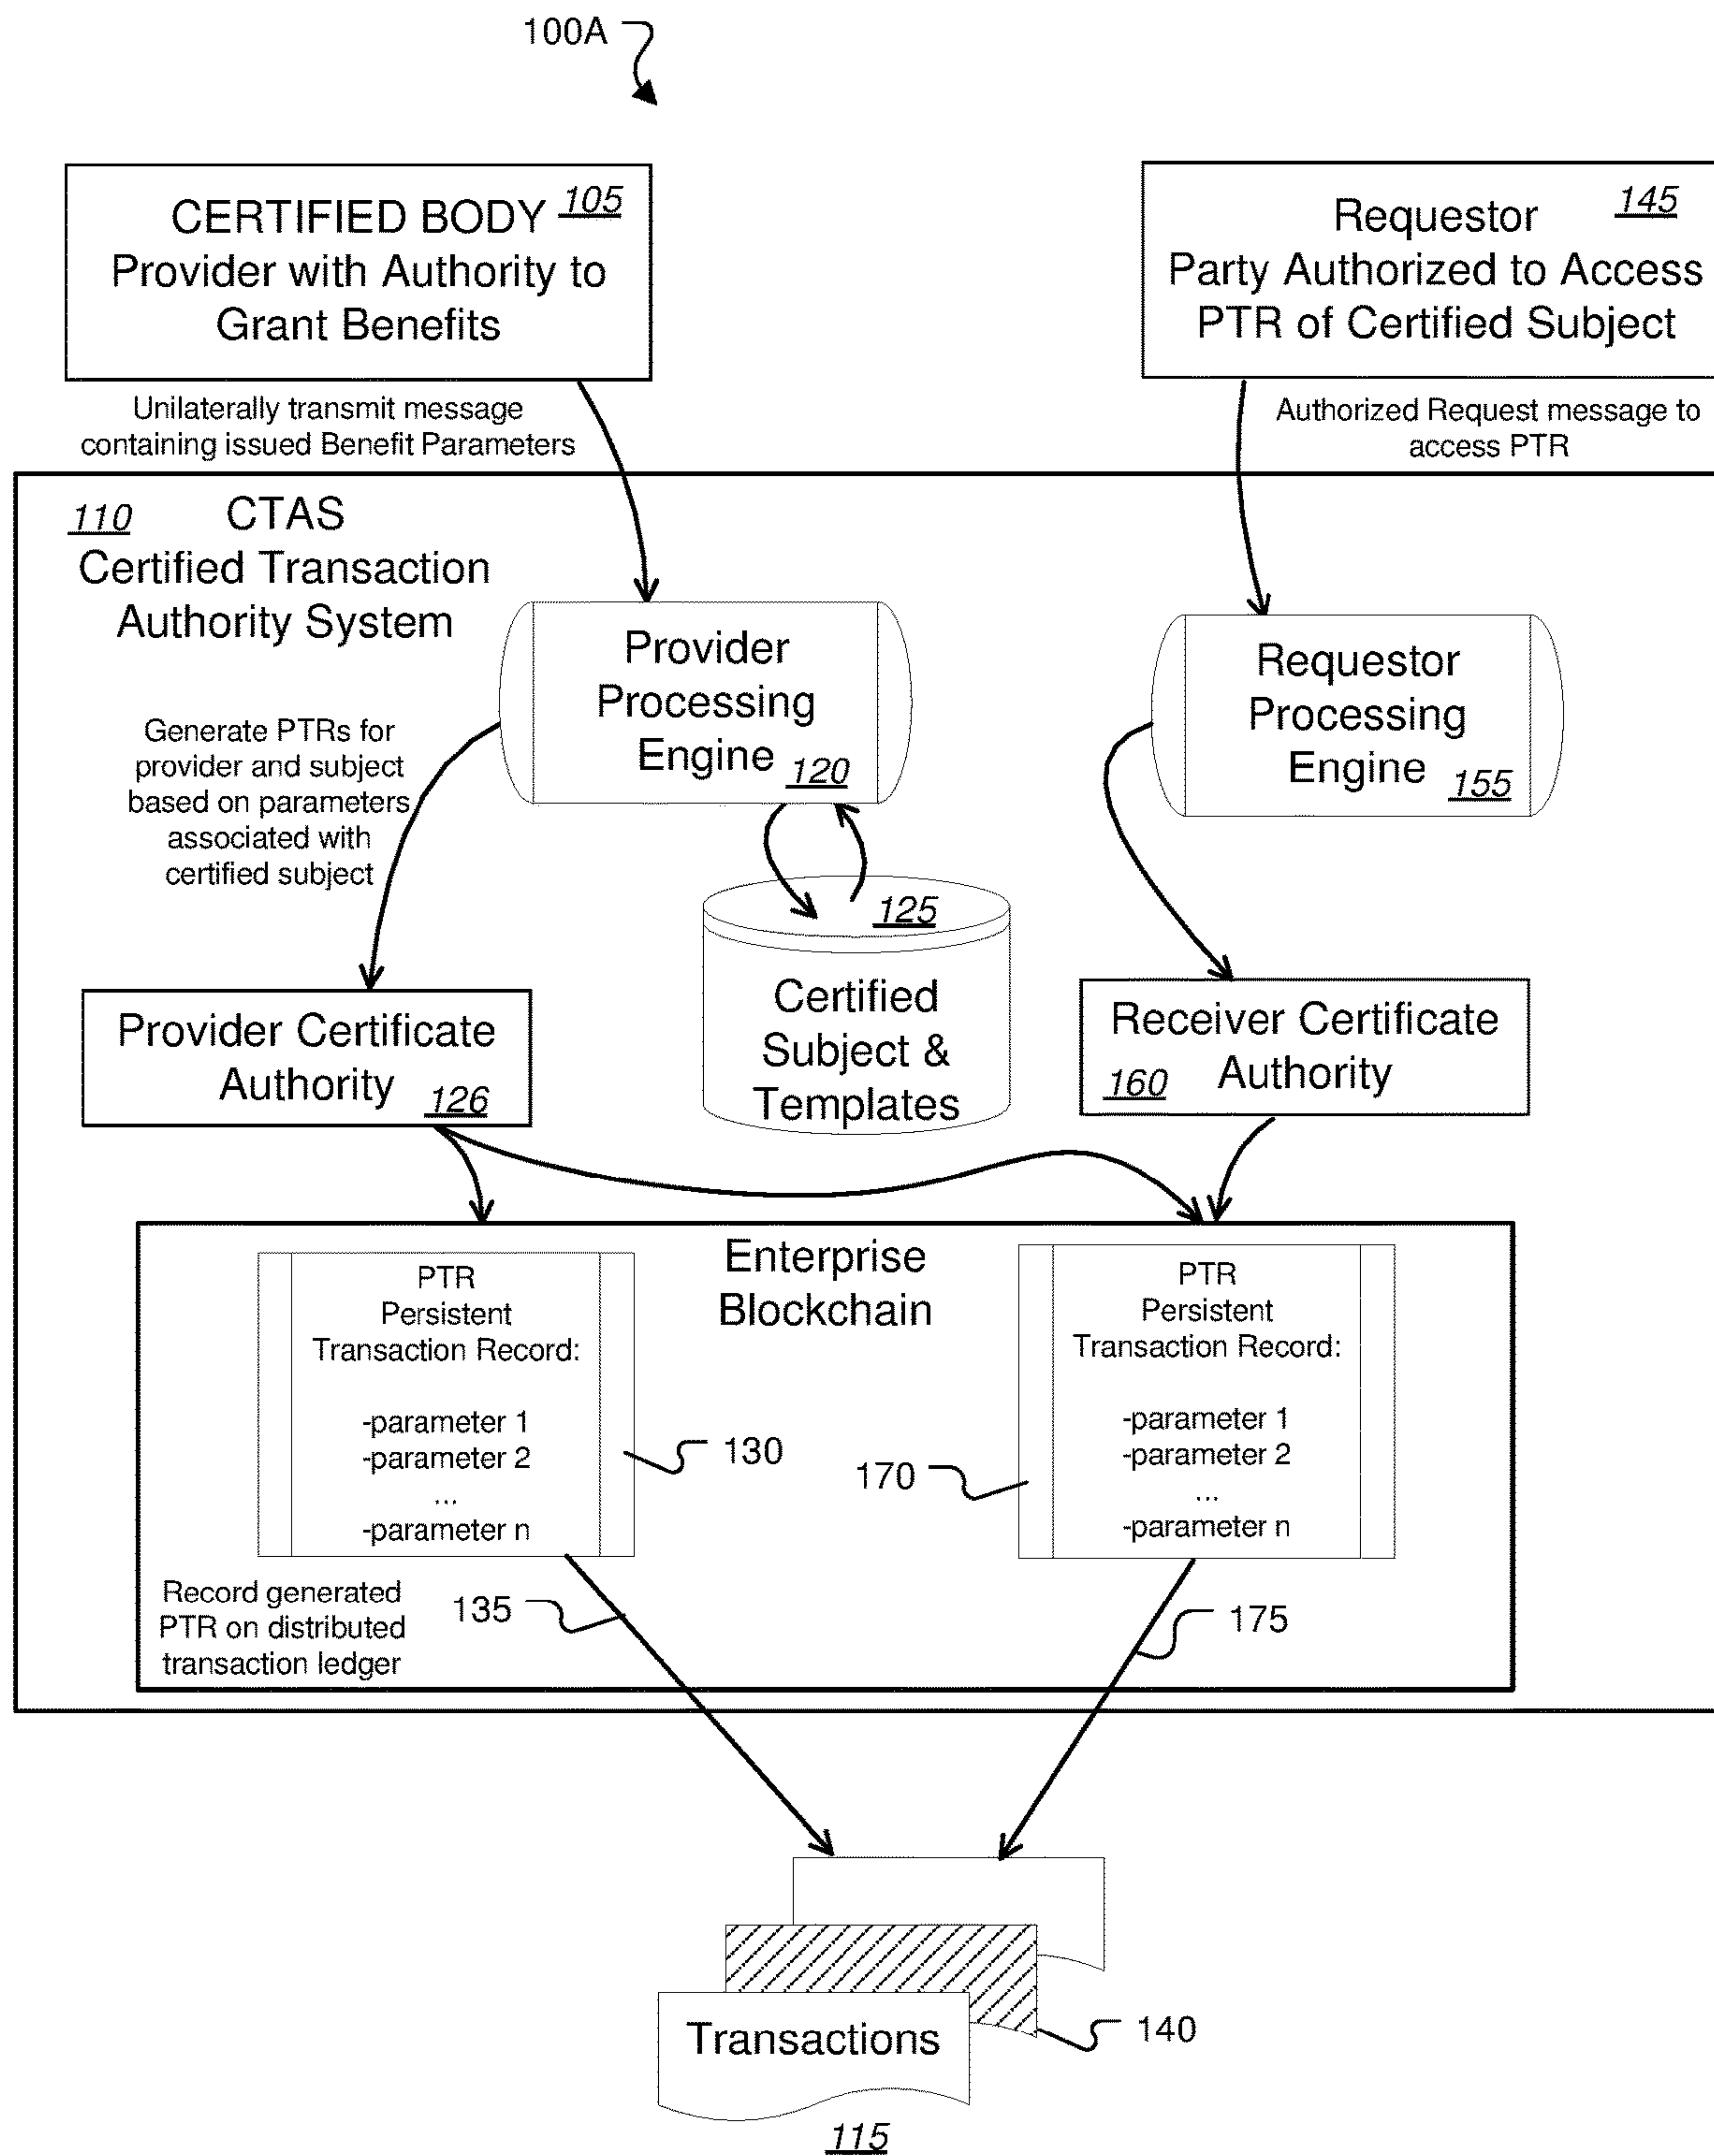 100A
CERTIFIED BODY 105
Provider with Authority to
Grant Benefits
Requestor 145
Party Authorized to Access
PTR of Certified Subject
Unilaterally transmit message
containing issued Benefit Parameters
Authorized Request message to
access PTR
110 CTAS
Certified Transaction
Authority System
Provider
Processing
Engine 120
Requestor
Processing
Engine 155
Generate PTRs for
provider and subject
based on parameters
associated with
certified subject
125
Certified
Subject &
Templates
Provider Certificate
Authority 126
Receiver Certificate
160 Authority
Enterprise
Blockchain
PTR
Persistent
Transaction Record:
-parameter 1
-parameter 2
...
-parameter n
130
PTR
Persistent
Transaction Record:
-parameter 1
-parameter 2
...
-parameter n
170
Record generated
PTR on distributed
transaction ledger
135
175
Transactions
140
115